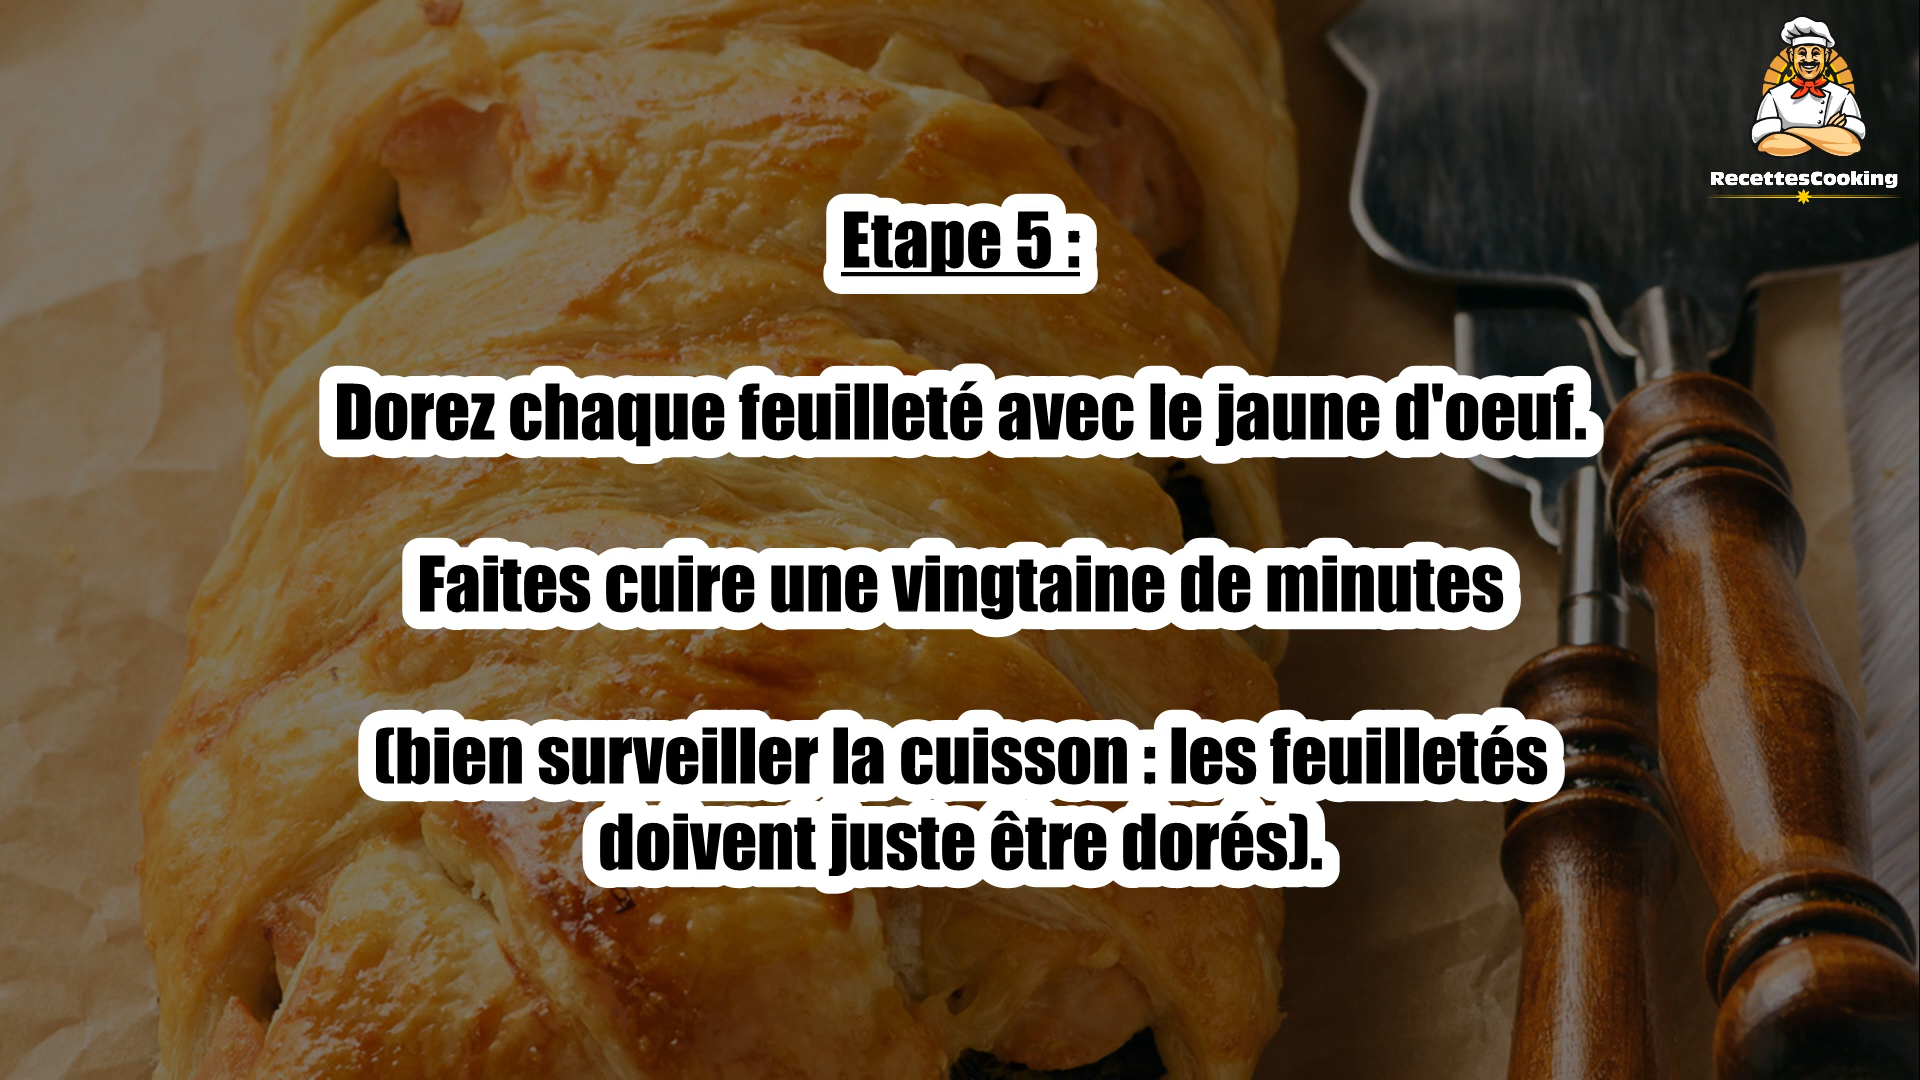 RecettesCooking
Etape 5 :
Dorez chaque feuilleté avec le jaune d'oeuf.
Faites cuire une vingtaine de minutes
(bien surveiller la cuisson : les feuilletés
doivent juste être dorés).